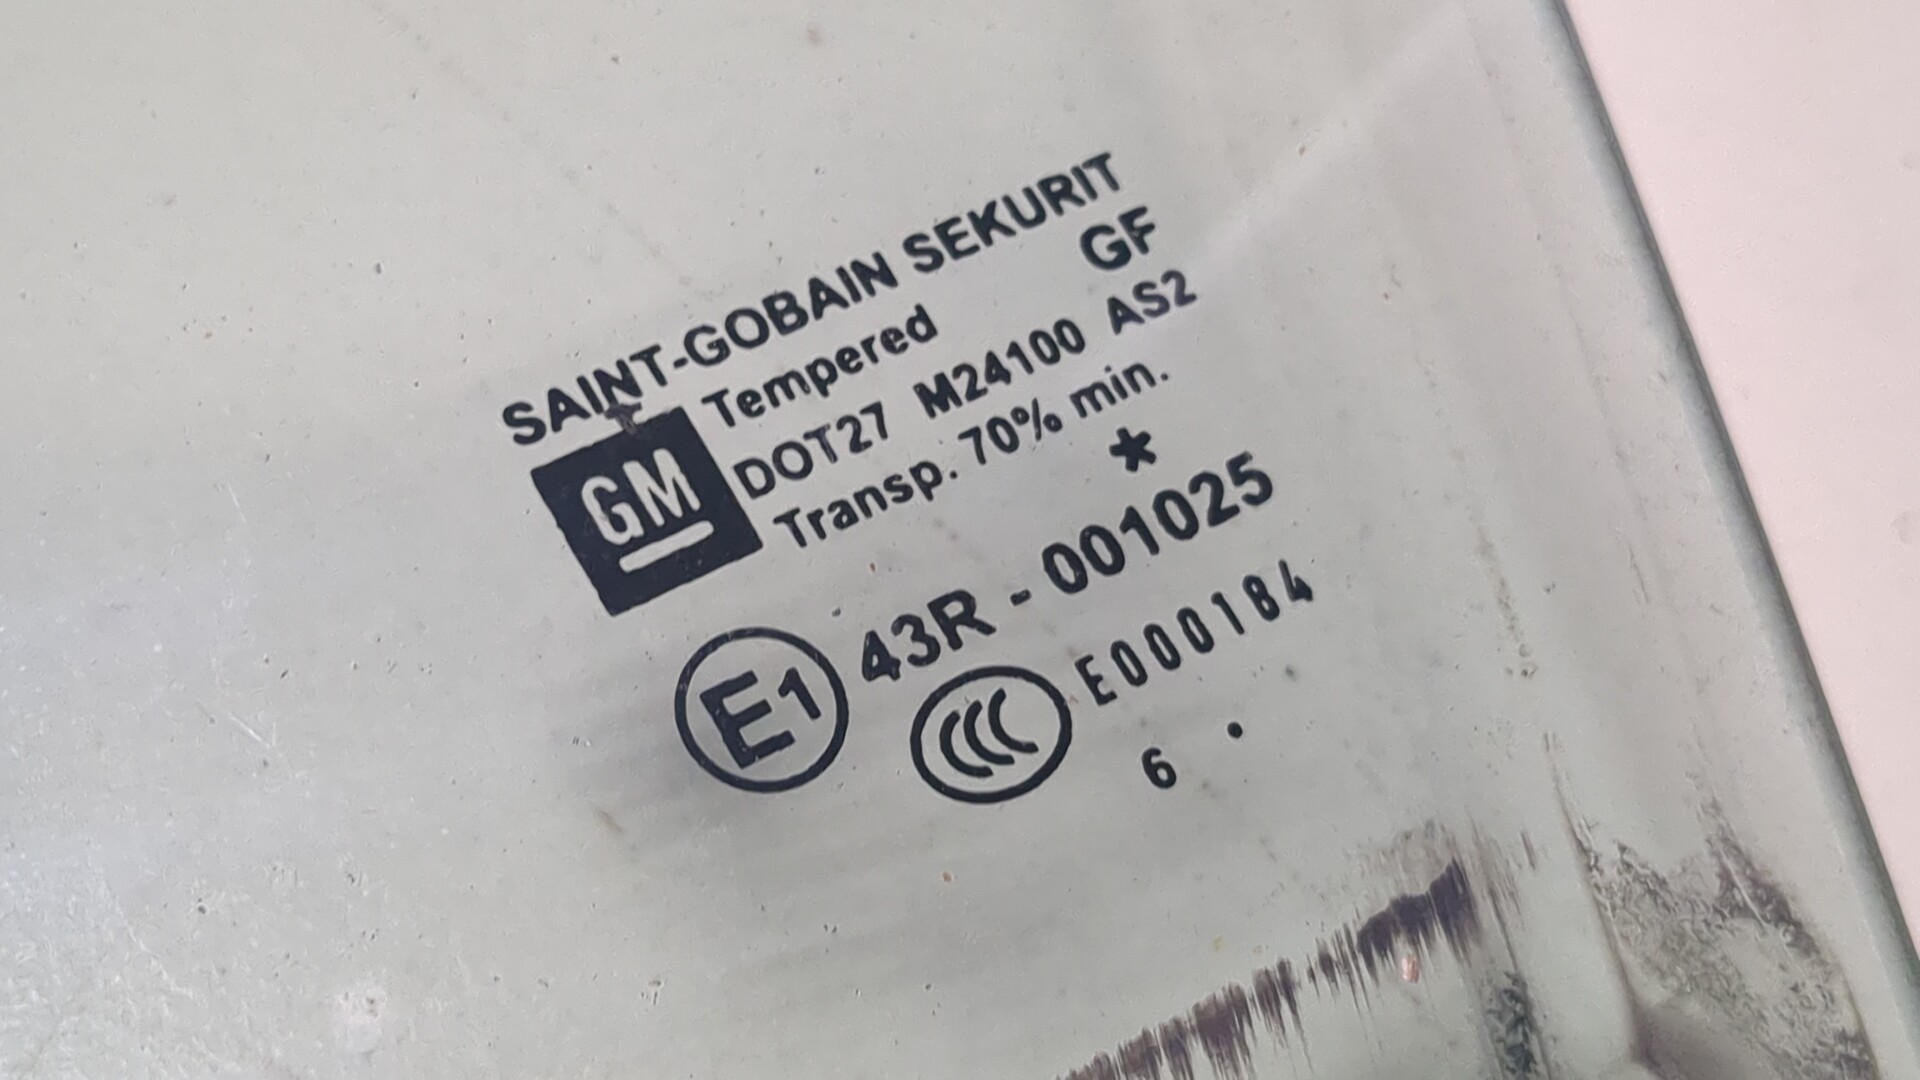 SAINT-GOBAIN SEKURIT
GM
Tempered GF
DOT27 M24100 AS2
Transp. 70% min.
*
E1 43R - 001025
CCC E000184
6 .